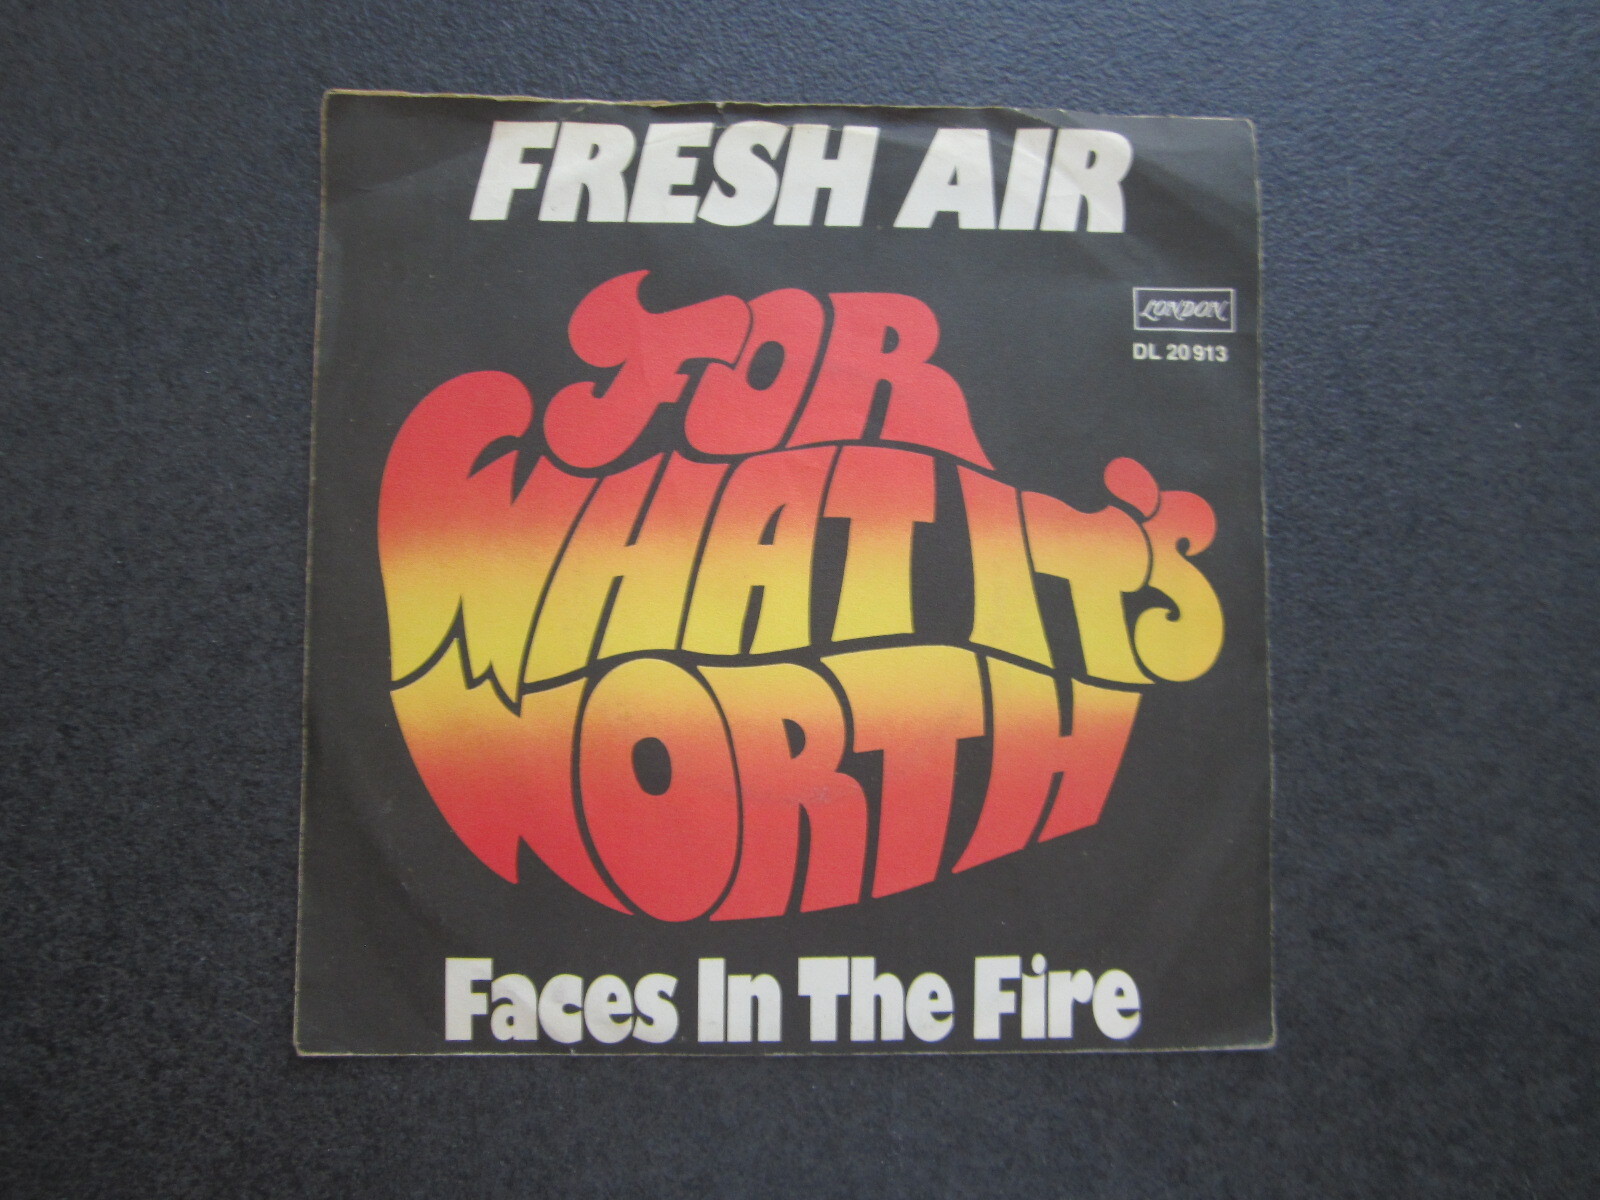 FRESH AIR
LONDON
DL 20 913
FOR
WHAT IT'S
WORTH
Faces In The Fire